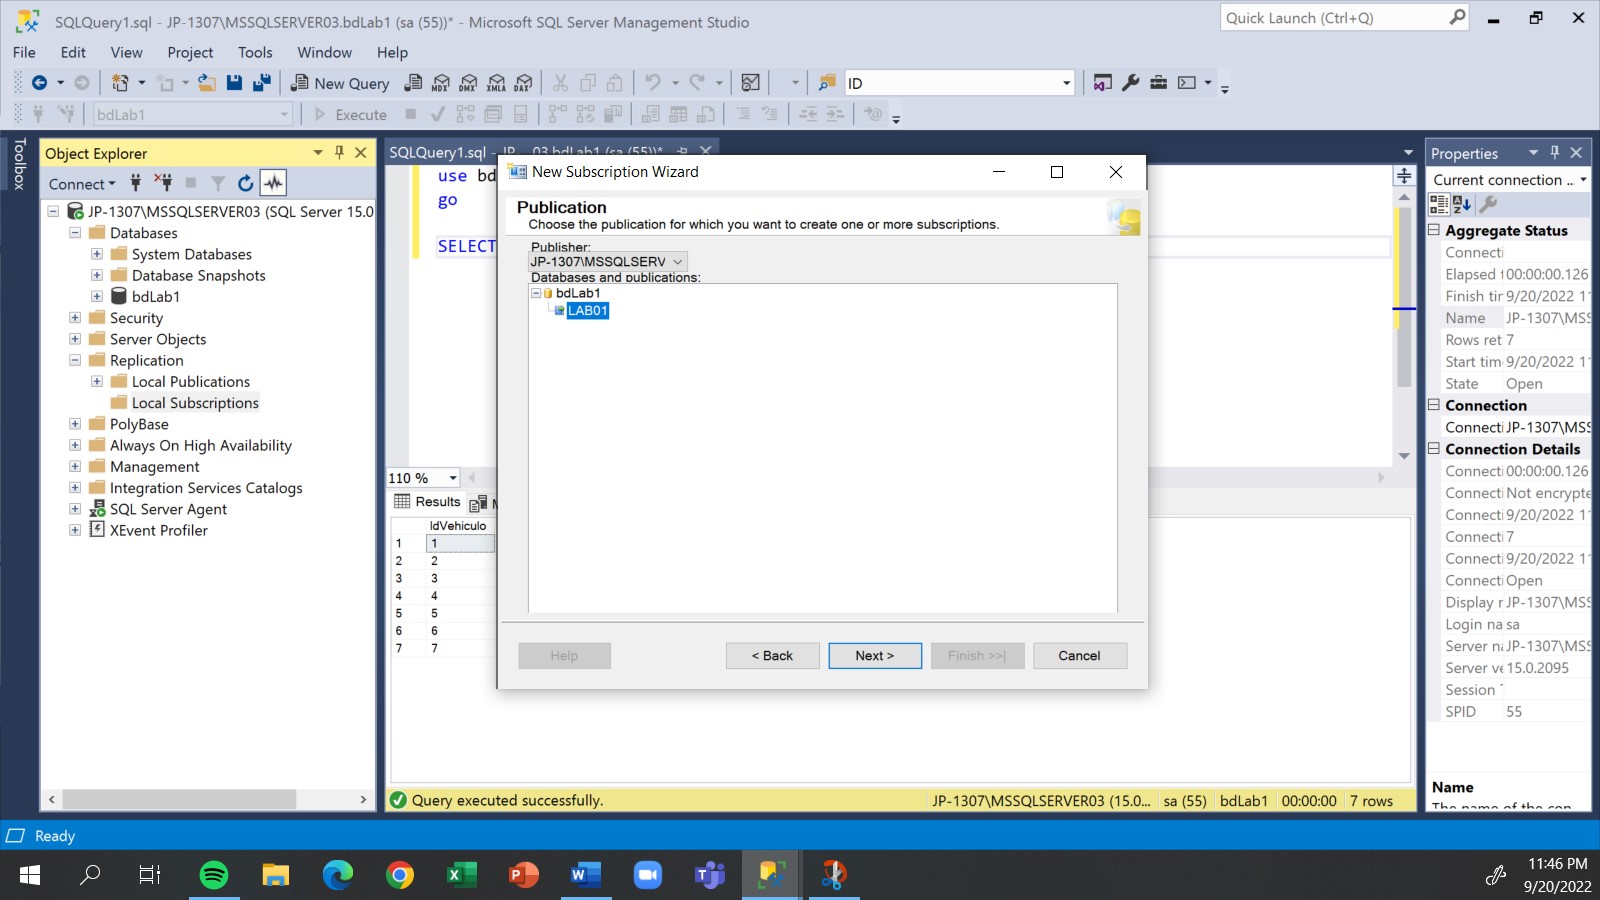 SQLQuery1.sql - JP-1307\MSSQLSERVER03.bdLab1 (sa (55))* - Microsoft SQL Server Management Studio
Quick Launch (Ctrl+Q)
File Edit View Project Tools Window Help
New Query
MDX DMX XMLA DAX
ID
bdLab1
Execute
Toolbox
Object Explorer
Connect
JP-1307\MSSQLSERVER03 (SQL Server 15.0
Databases
System Databases
Database Snapshots
bdLab1
Security
Server Objects
Replication
Local Publications
Local Subscriptions
PolyBase
Always On High Availability
Management
Integration Services Catalogs
SQL Server Agent
XEvent Profiler
SQLQuery1.sql - JP-...03.bdLab1 (sa (55))*
use bd
go
SELECT
110 %
Results
IdVehiculo
1 1
2 2
3 3
4 4
5 5
6 6
7 7
New Subscription Wizard
Publication
Choose the publication for which you want to create one or more subscriptions.
Publisher:
JP-1307\MSSQLSERV
Databases and publications:
bdLab1
LAB01
Help
< Back
Next >
Finish >>|
Cancel
Query executed successfully.
JP-1307\MSSQLSERVER03 (15.0... sa (55) bdLab1 00:00:00 7 rows
Properties
Current connection ...
Aggregate Status
Connecti
Elapsed t 00:00:00.126
Finish tir 9/20/2022 1
Name JP-1307\MSS
Rows ret 7
Start tim 9/20/2022 1
State Open
Connection
Connecti JP-1307\MSS
Connection Details
Connecti 00:00:00.126
Connecti Not encrypte
Connecti 9/20/2022 1
Connecti 7
Connecti 9/20/2022 1
Connecti Open
Display r JP-1307\MSS
Login na sa
Server n JP-1307\MSS
Server ve 15.0.2095
Session
SPID 55
Name
The name of the con
Ready
11:46 PM
9/20/2022